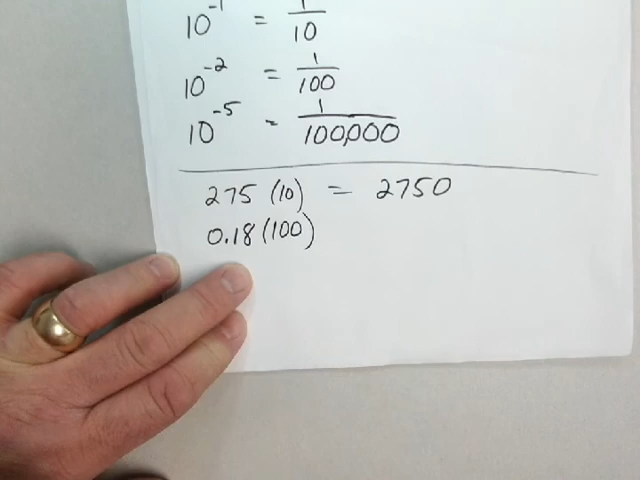 10⁻¹ = 1/10
10⁻² = 1/100
10⁻⁵ = 1/100,000
275 (10) = 2750
0.18 (100)